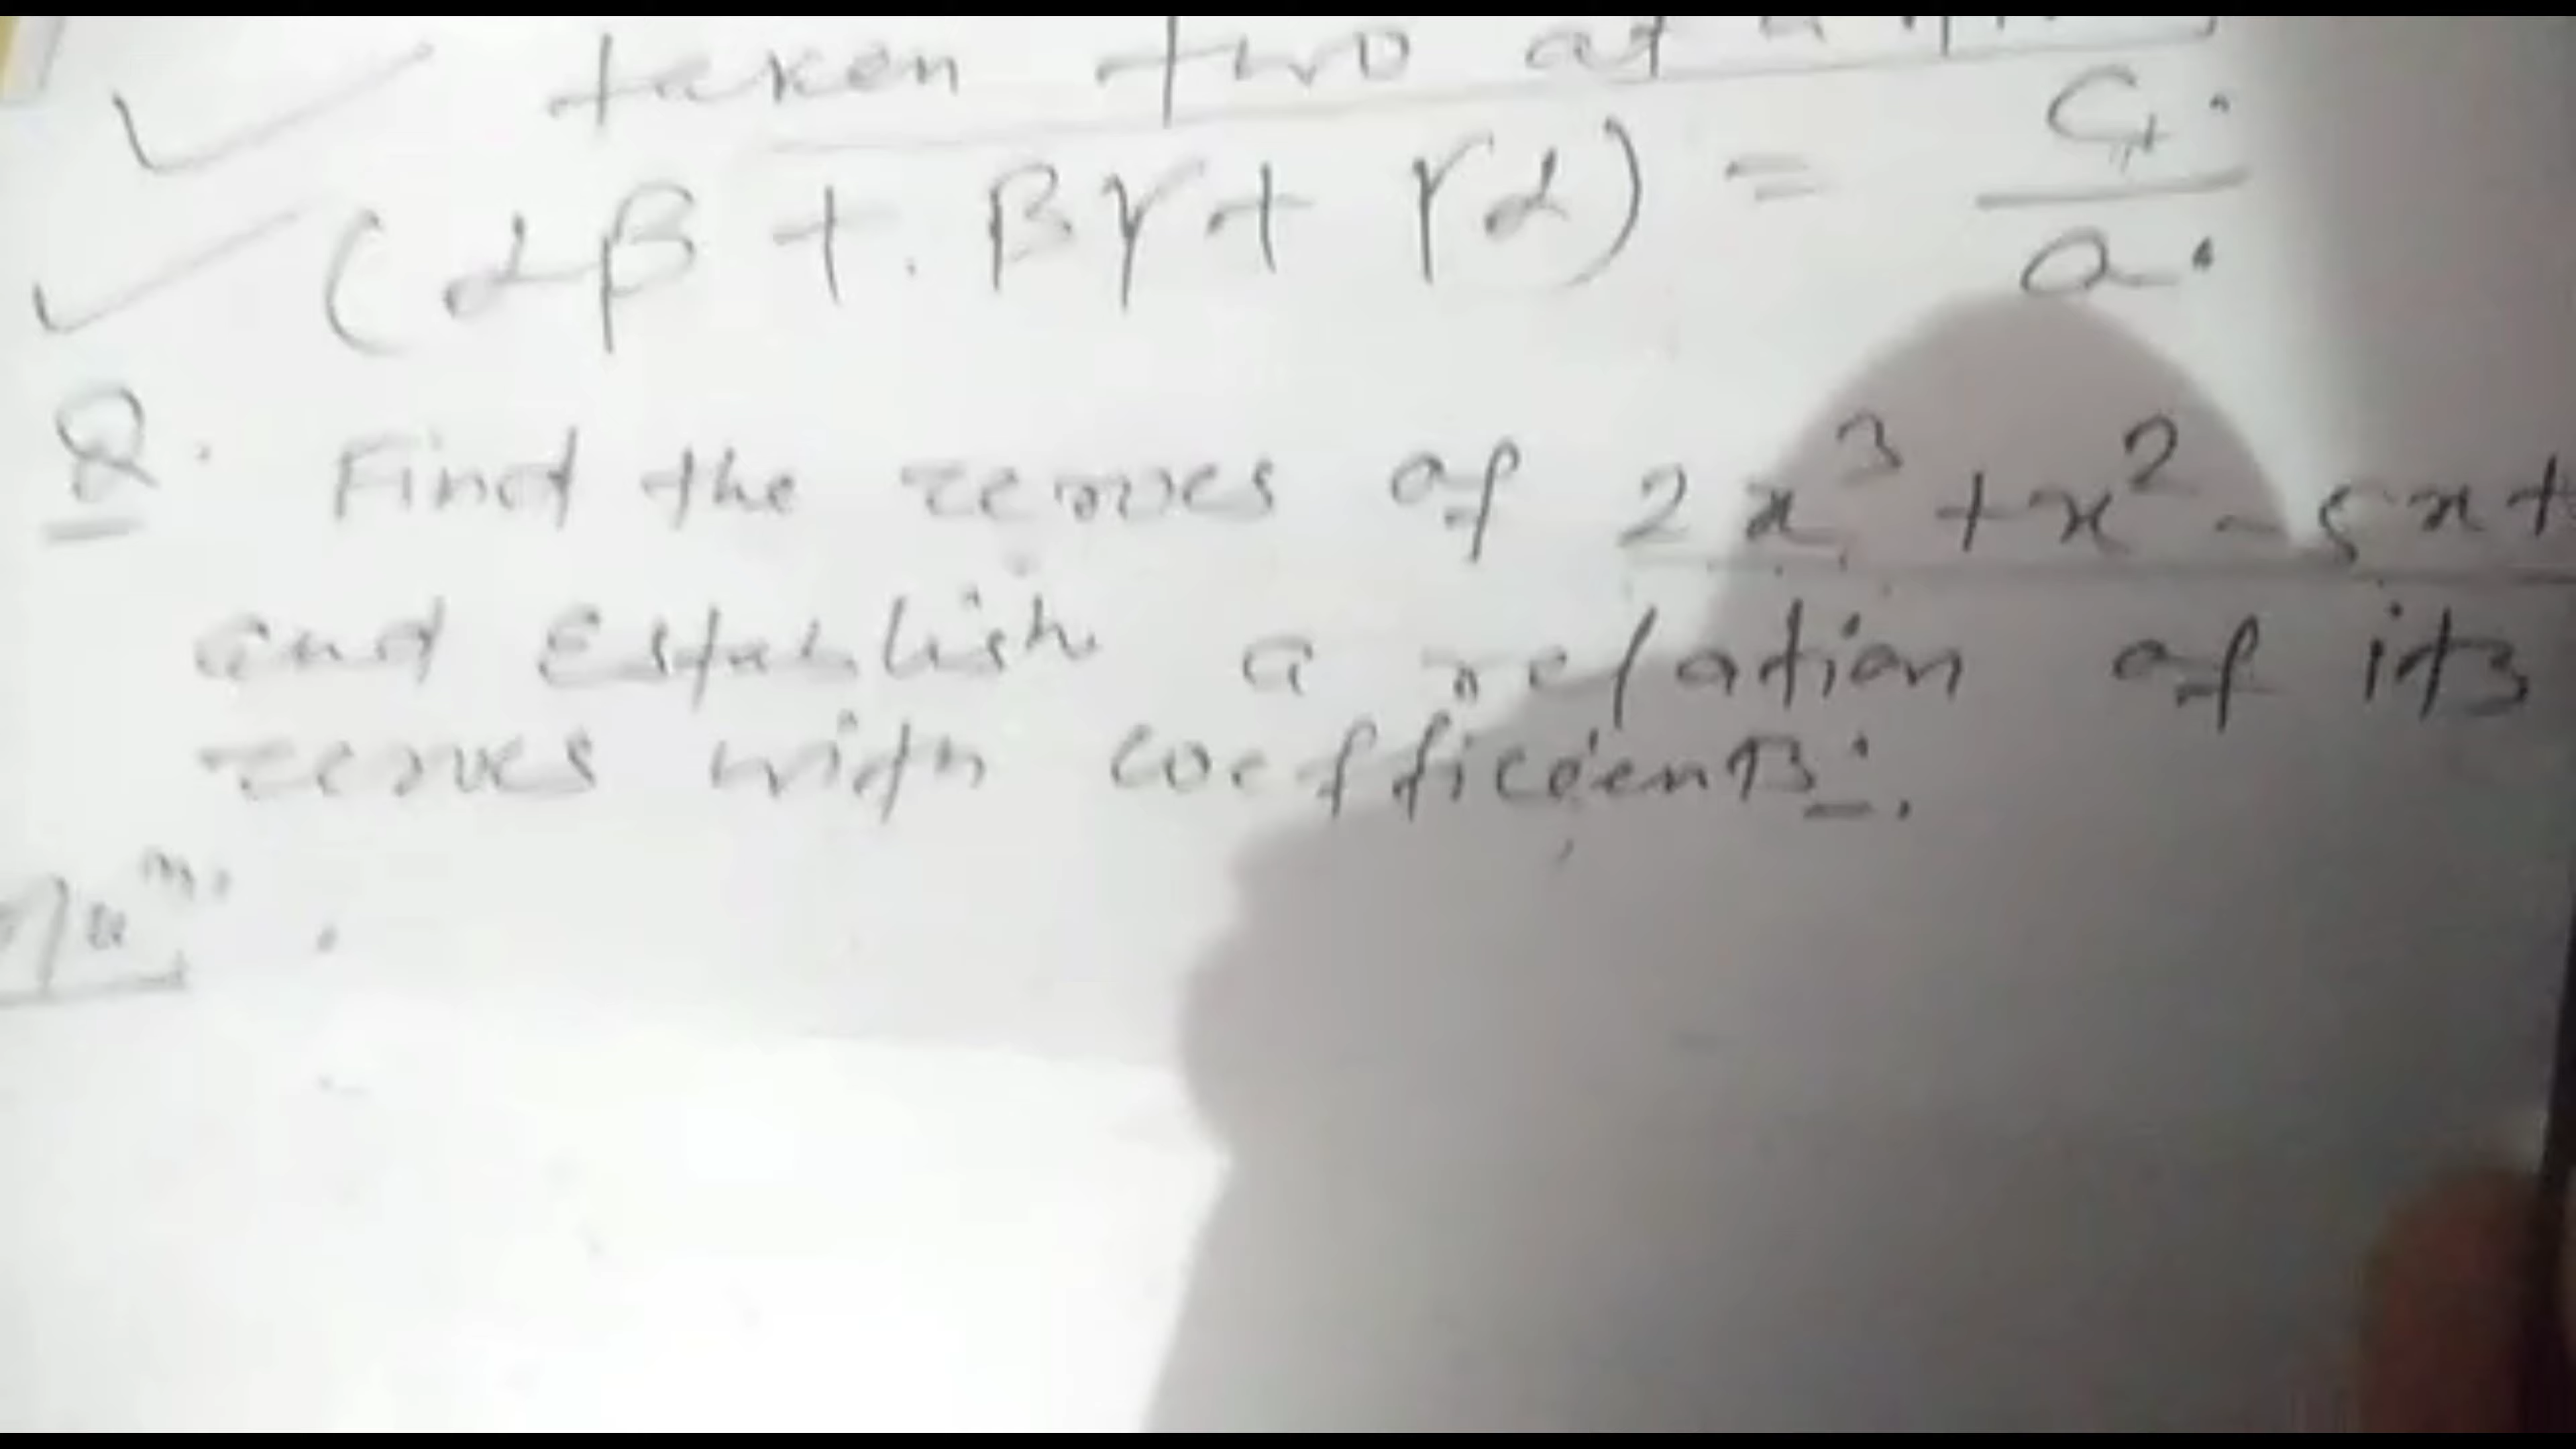 taken two at a
(αβ + βγ + γα) = c/a
Q. Find the zeroes of 2x³ + x² - 5x +
and Establish a relation of its
zeroes with coefficients.